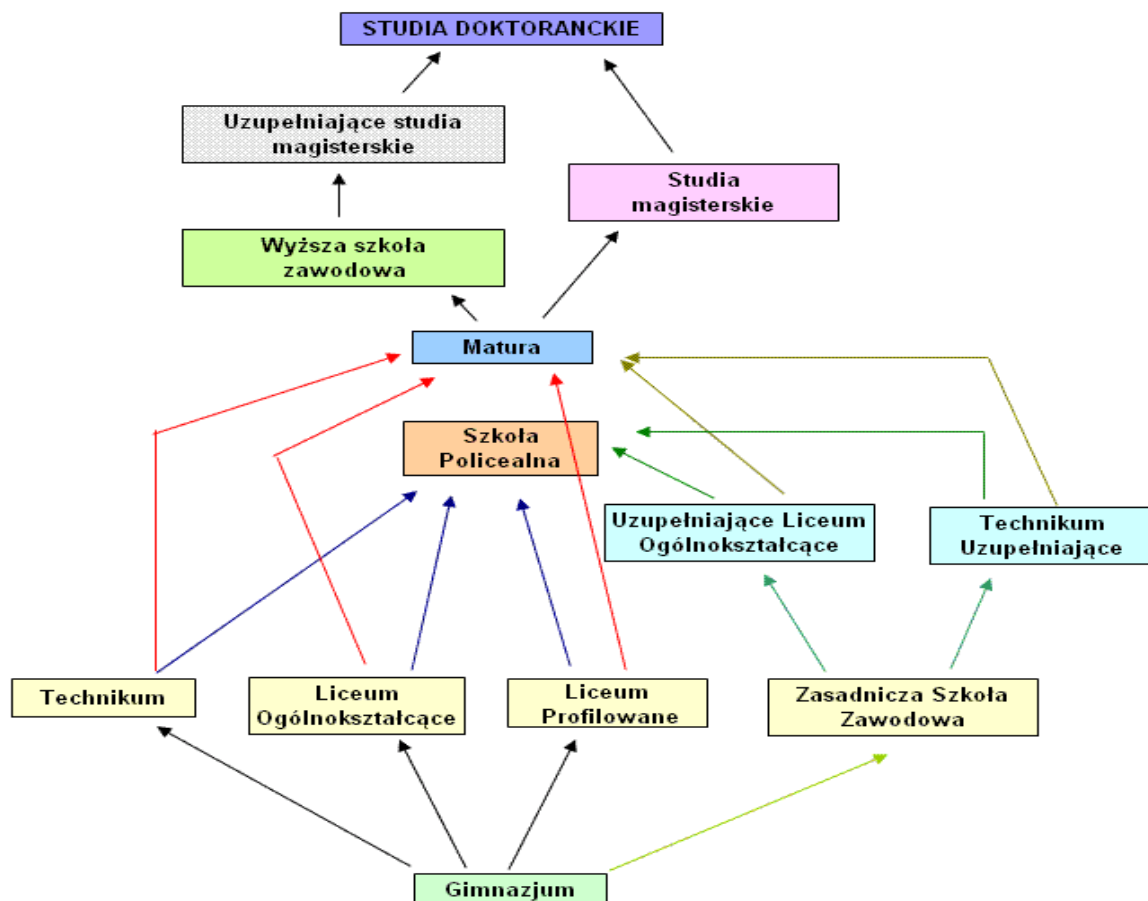 STUDIA DOKTORANCKIE
Uzupełniające studia
magisterskie
Studia
magisterskie
Wyższa szkoła
zawodowa
Matura
Szkoła
Policealna
Uzupełniające Liceum
Ogólnokształcące
Technikum
Uzupełniające
Technikum
Liceum
Ogólnokształcące
Liceum
Profilowane
Zasadnicza Szkoła
Zawodowa
Gimnazjum